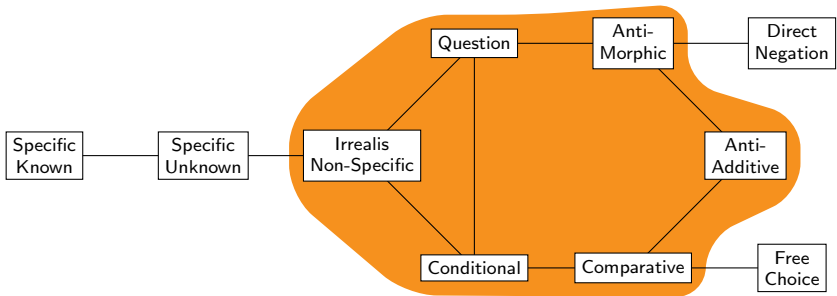 Question
Anti-
Morphic
Direct
Negation
Specific
Known
Specific
Unknown
Irrealis
Non-Specific
Anti-
Additive
Conditional
Comparative
Free
Choice